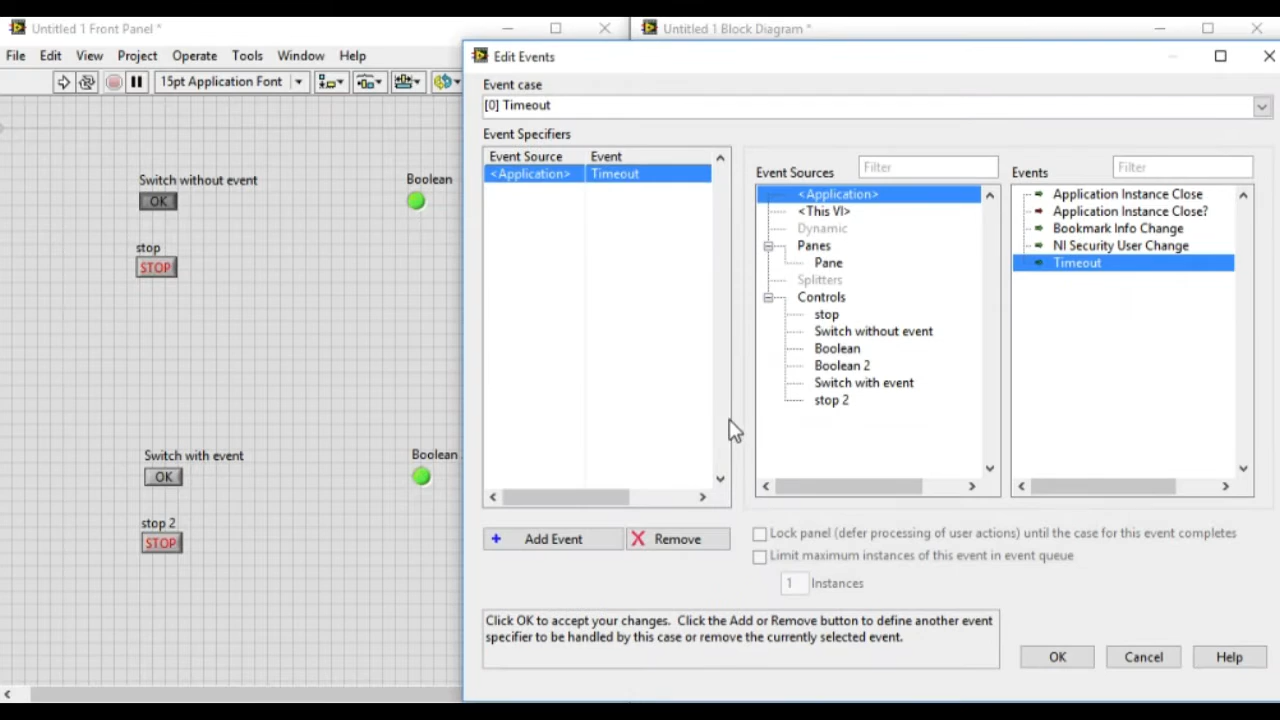 Untitled 1 Front Panel *
File Edit View Project Operate Tools Window Help
15pt Application Font
Switch without event
OK
Boolean
stop
STOP
Switch with event
OK
Boolean
stop 2
STOP
Untitled 1 Block Diagram *
Edit Events
Event case
[0] Timeout
Event Specifiers
Event Source Event
<Application> Timeout
Add Event
Remove
Event Sources
Filter
<Application>
<This VI>
Dynamic
Panes
Pane
Splitters
Controls
stop
Switch without event
Boolean
Boolean 2
Switch with event
stop 2
Events
Filter
Application Instance Close
Application Instance Close?
Bookmark Info Change
NI Security User Change
Timeout
Lock panel (defer processing of user actions) until the case for this event completes
Limit maximum instances of this event in event queue
1 Instances
Click OK to accept your changes.  Click the Add or Remove button to define another event
specifier to be handled by this case or remove the currently selected event.
OK Cancel Help